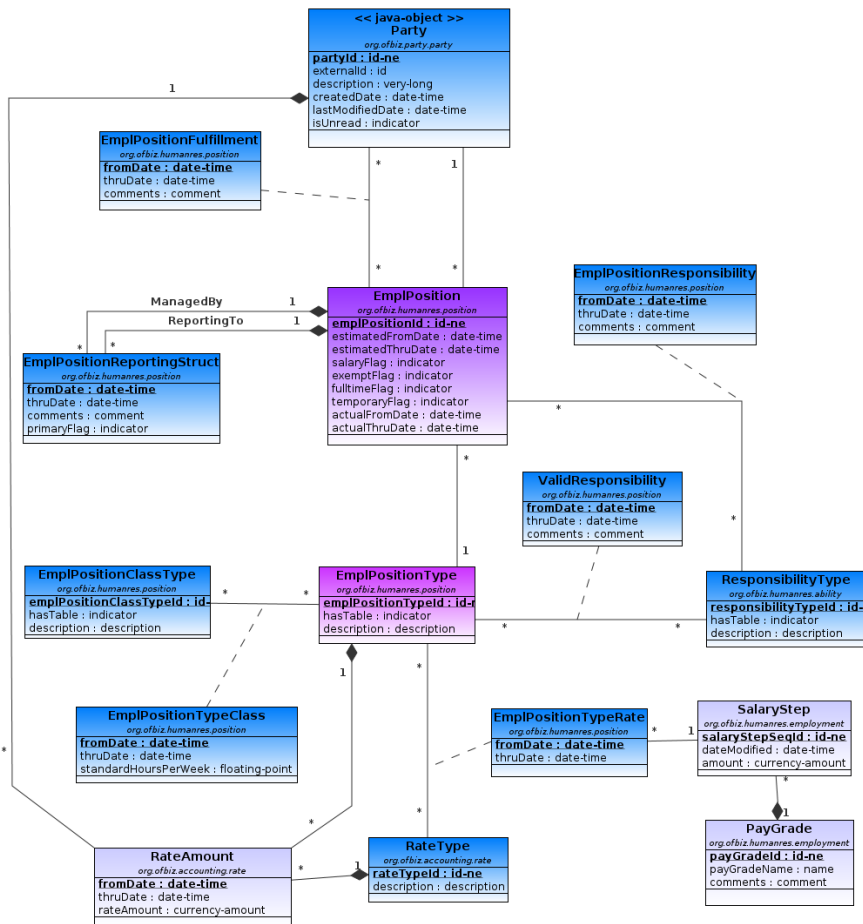 << java-object >>
Party
org.ofbiz.party.party
partyId : id-ne
externalId : id
description : very-long
createdDate : date-time
lastModifiedDate : date-time
isUnread : indicator
1
EmplPositionFulfillment
org.ofbiz.humanres.position
fromDate : date-time
thruDate : date-time
comments : comment
*
1
*
*
EmplPosition
org.ofbiz.humanres.position
emplPositionId : id-ne
estimatedFromDate : date-time
estimatedThruDate : date-time
salaryFlag : indicator
exemptFlag : indicator
fulltimeFlag : indicator
temporaryFlag : indicator
actualFromDate : date-time
actualThruDate : date-time
ManagedBy
1
ReportingTo
1
*
*
EmplPositionReportingStruct
org.ofbiz.humanres.position
fromDate : date-time
thruDate : date-time
comments : comment
primaryFlag : indicator
EmplPositionResponsibility
org.ofbiz.humanres.position
fromDate : date-time
thruDate : date-time
comments : comment
*
*
*
1
ValidResponsibility
org.ofbiz.humanres.position
fromDate : date-time
thruDate : date-time
comments : comment
EmplPositionClassType
org.ofbiz.humanres.position
emplPositionClassTypeId : id-
hasTable : indicator
description : description
*
*
EmplPositionType
org.ofbiz.humanres.position
emplPositionTypeId : id-n
hasTable : indicator
description : description
*
*
ResponsibilityType
org.ofbiz.humanres.ability
responsibilityTypeId : id-
hasTable : indicator
description : description
1
*
EmplPositionTypeClass
org.ofbiz.humanres.position
fromDate : date-time
thruDate : date-time
standardHoursPerWeek : floating-point
EmplPositionTypeRate
org.ofbiz.humanres.position
fromDate : date-time
thruDate : date-time
*
1
SalaryStep
org.ofbiz.humanres.employment
salaryStepSeqId : id-ne
dateModified : date-time
amount : currency-amount
*
1
PayGrade
org.ofbiz.humanres.employment
payGradeId : id-ne
payGradeName : name
comments : comment
*
*
*
RateAmount
org.ofbiz.accounting.rate
fromDate : date-time
thruDate : date-time
rateAmount : currency-amount
*
1
RateType
org.ofbiz.accounting.rate
rateTypeId : id-ne
description : description